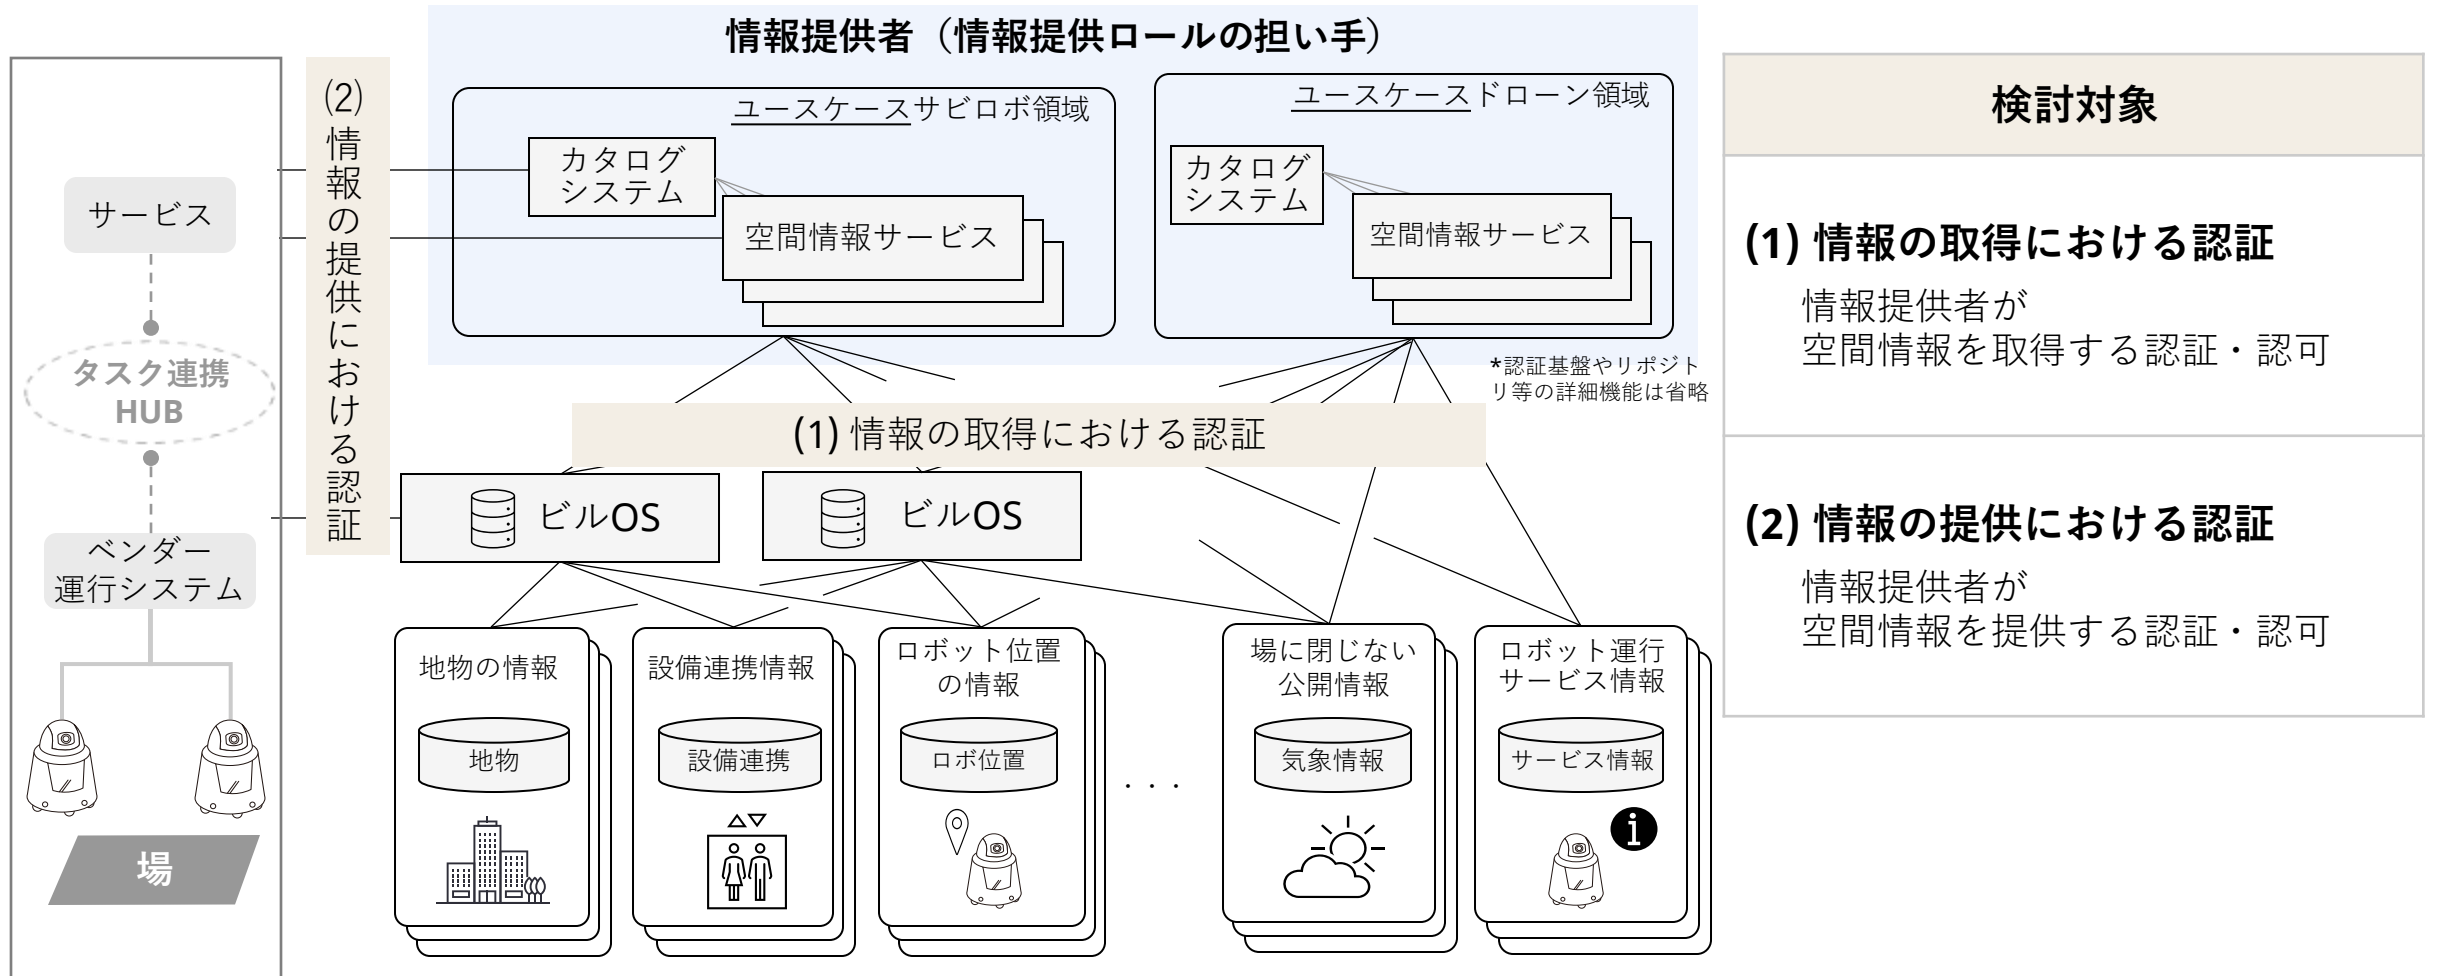 情報提供者（情報提供ロールの担い手）
(2)情報の提供における認証
ユースケースサビロボ領域
カタログ
システム
空間情報サービス
ユースケースドローン領域
カタログ
システム
空間情報サービス
*認証基盤やリポジト
リ等の詳細機能は省略
サービス
タスク連携
HUB
ベンダー
運行システム
場
(1) 情報の取得における認証
ビルOS
ビルOS
地物の情報
地物
設備連携情報
設備連携
ロボット位置
の情報
ロボ位置
・・・
場に閉じない
公開情報
気象情報
ロボット運行
サービス情報
サービス情報
i
検討対象
(1) 情報の取得における認証
情報提供者が
空間情報を取得する認証・認可
(2) 情報の提供における認証
情報提供者が
空間情報を提供する認証・認可